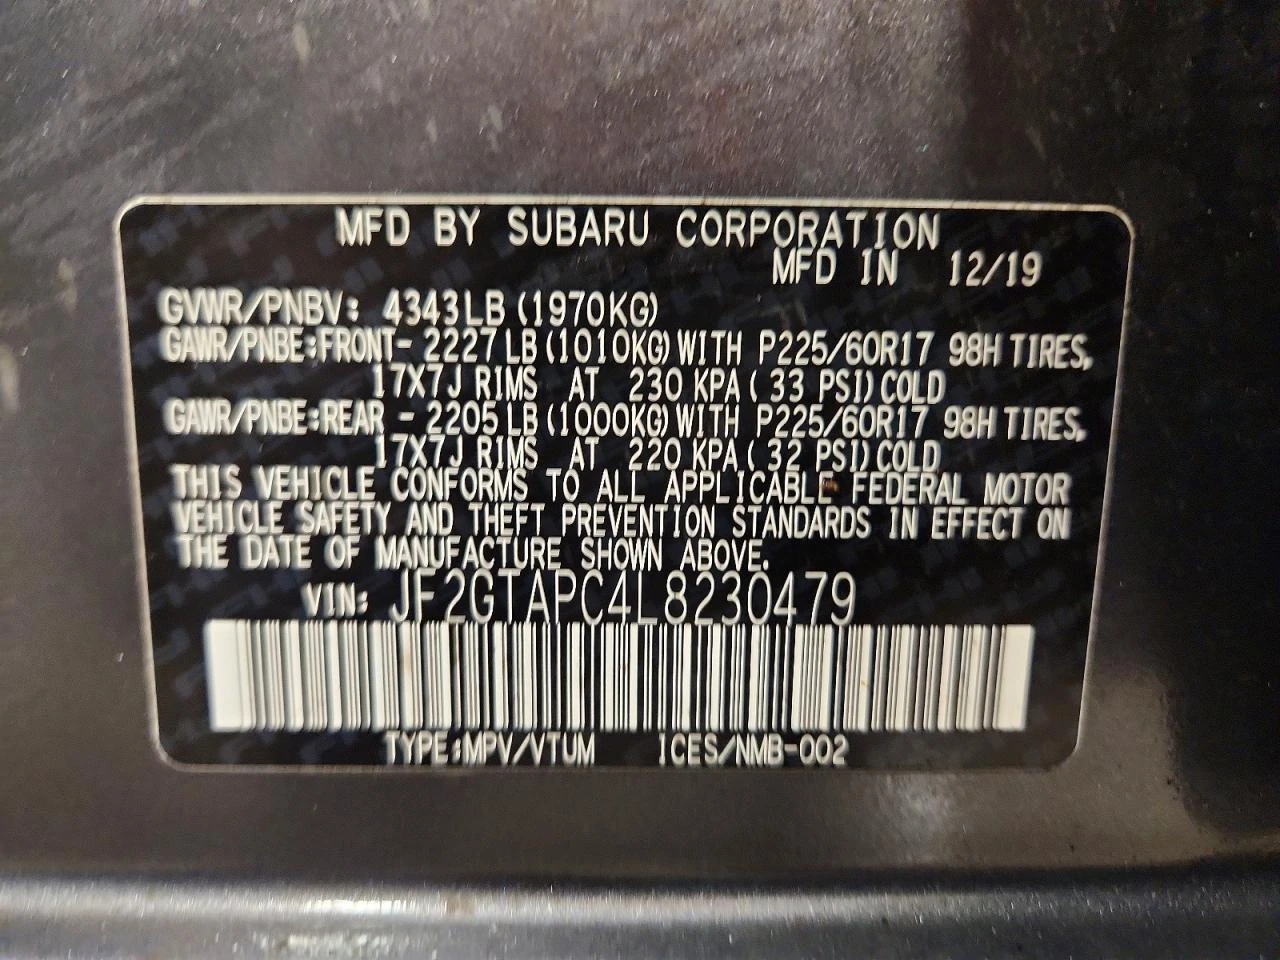 MFD BY SUBARU CORPORATION
MFD IN 12/19
GVWR/PNBV: 4343LB (1970KG)
GAWR/PNBE:FRONT- 2227 LB (1010KG) WITH P225/60R17 98H TIRES,
17X7J RIMS AT 230 KPA ( 33 PSI) COLD
GAWR/PNBE:REAR - 2205 LB (1000KG) WITH P225/60R17 98H TIRES,
17X7J RIMS AT 220 KPA ( 32 PSI) COLD
THIS VEHICLE CONFORMS TO ALL APPLICABLE FEDERAL MOTOR
VEHICLE SAFETY AND THEFT PREVENTION STANDARDS IN EFFECT ON
THE DATE OF MANUFACTURE SHOWN ABOVE.
VIN: JF2GTAPC4L8230479
TYPE:MPV/VTUM ICES/NMB-002